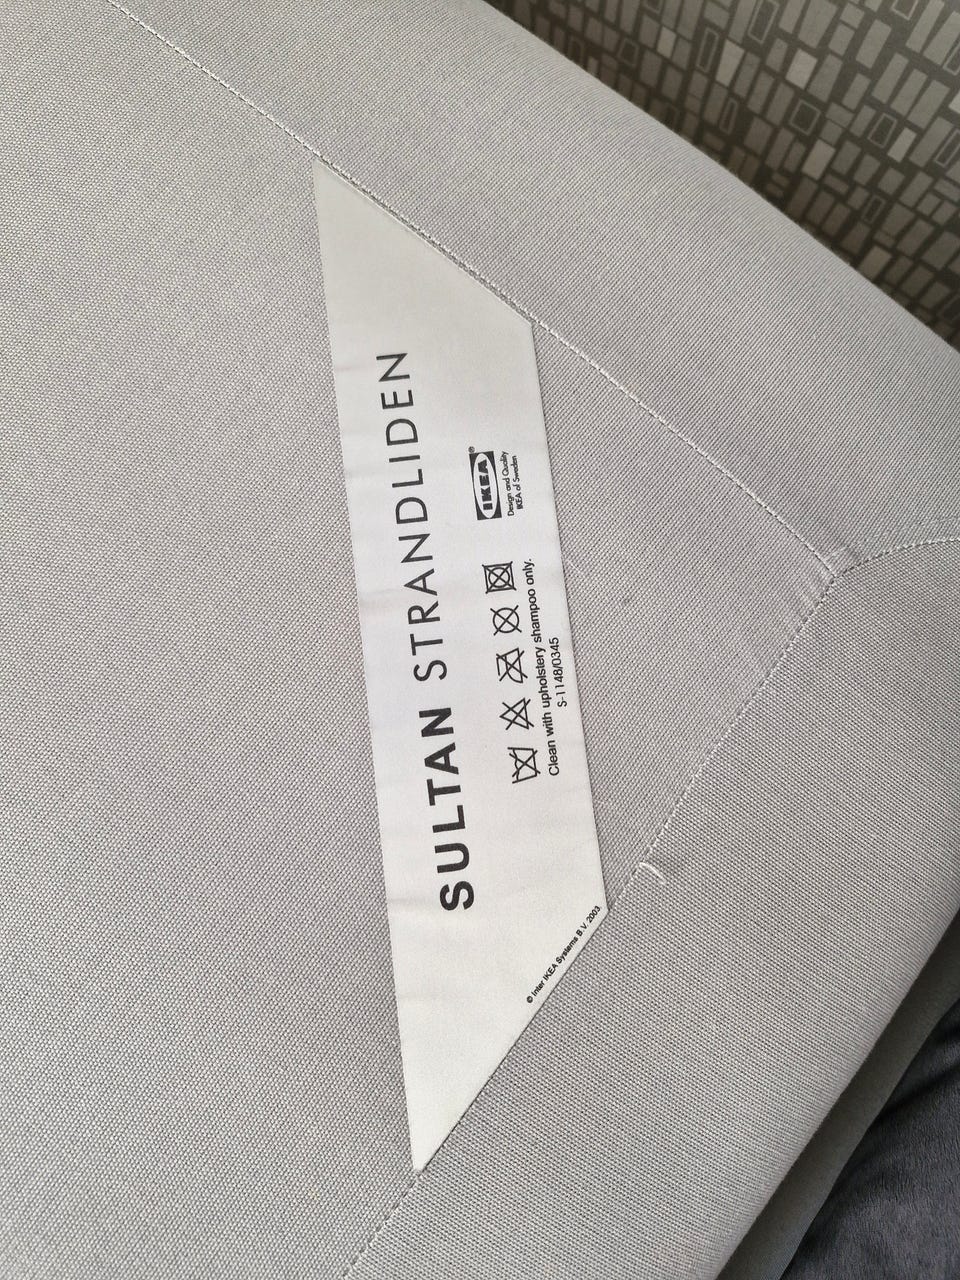 SULTAN STRANDLIDEN
IKEA®
Design and Quality
IKEA of Sweden
Clean with upholstery shampoo only.
S-1148/0345
© Inter IKEA Systems B.V. 2003.